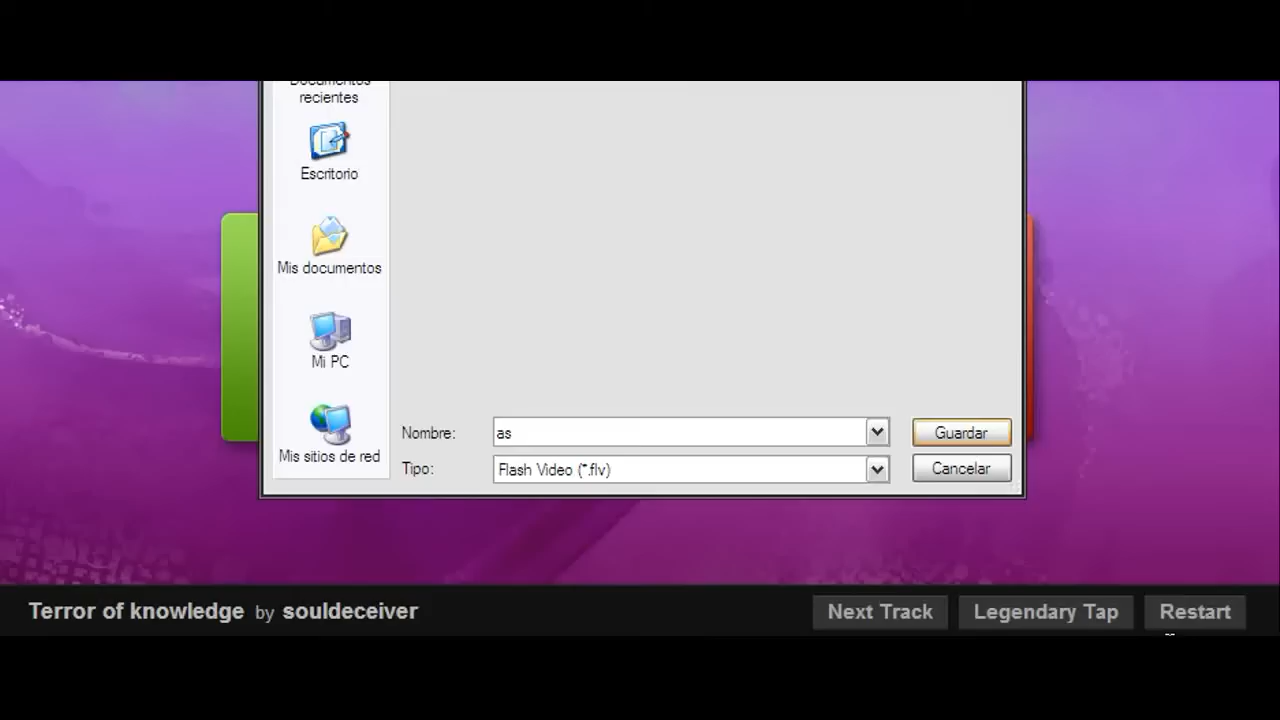 Documentos
recientes
Escritorio
Mis documentos
Mi PC
Mis sitios de red
Nombre: as Guardar
Tipo: Flash Video (*.flv) Cancelar
Terror of knowledge by souldeceiver Next Track Legendary Tap Restart